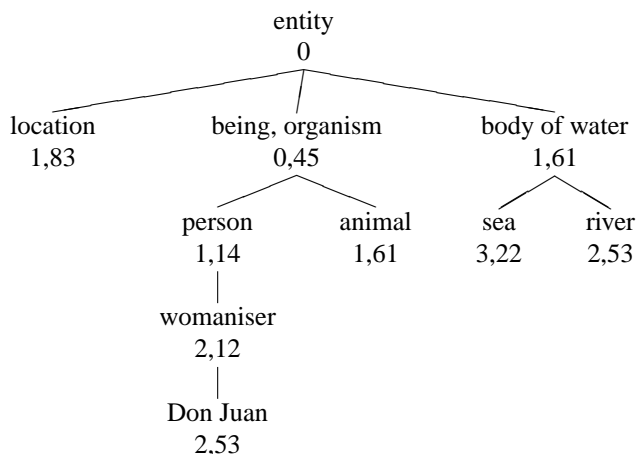 entity
0
location being, organism body of water
1,83 0,45 1,61
person animal sea river
1,14 1,61 3,22 2,53
womaniser
2,12
Don Juan
2,53